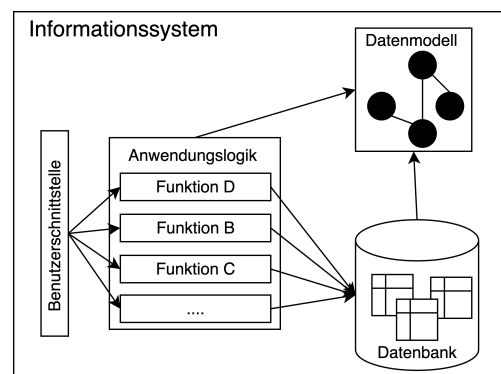 Informationssystem
Datenmodell
Benutzerschnittstelle
Anwendungslogik
Funktion D
Funktion B
Funktion C
....
Datenbank